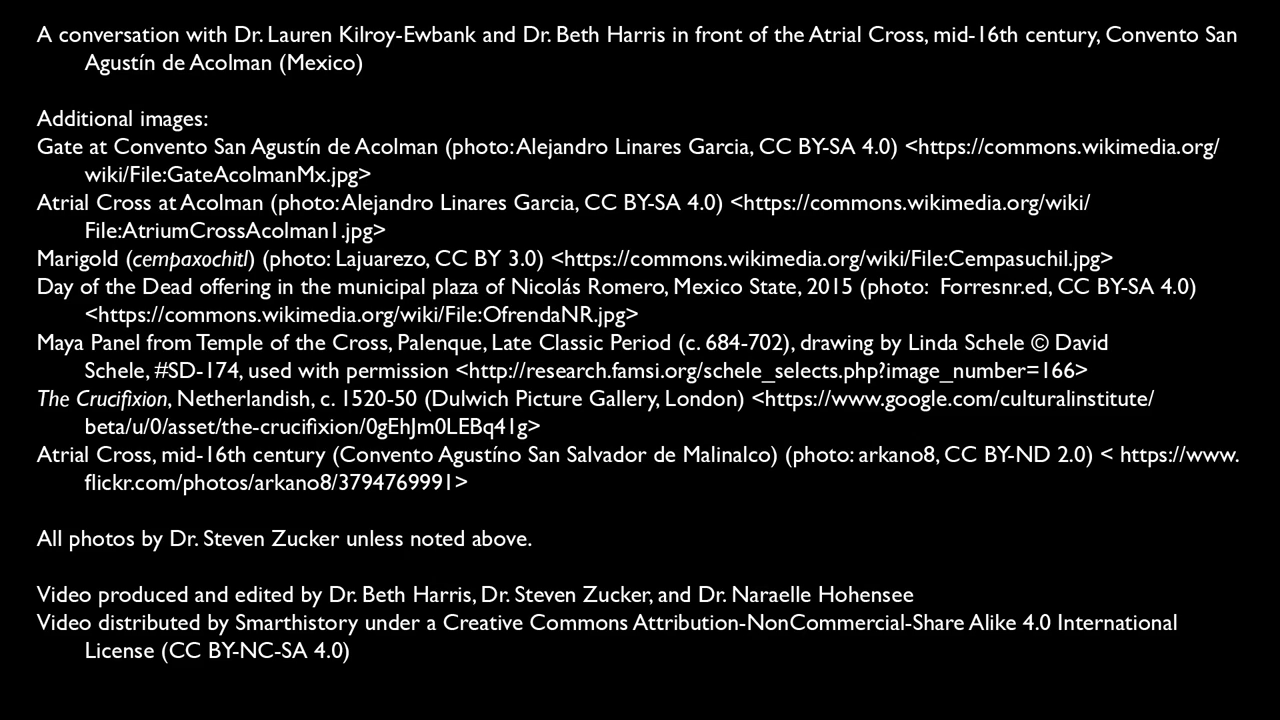 A conversation with Dr. Lauren Kilroy-Ewbank and Dr. Beth Harris in front of the Atrial Cross, mid-16th century, Convento San
Agustín de Acolman (Mexico)
Additional images:
Gate at Convento San Agustín de Acolman (photo: Alejandro Linares Garcia, CC BY-SA 4.0) <https://commons.wikimedia.org/
wiki/File:GateAcolmanMx.jpg>
Atrial Cross at Acolman (photo: Alejandro Linares Garcia, CC BY-SA 4.0) <https://commons.wikimedia.org/wiki/
File:AtriumCrossAcolman1.jpg>
Marigold (cempaxochitl) (photo: Lajuarezo, CC BY 3.0) <https://commons.wikimedia.org/wiki/File:Cempasuchil.jpg>
Day of the Dead offering in the municipal plaza of Nicolás Romero, Mexico State, 2015 (photo:  Forresnr.ed, CC BY-SA 4.0)
<https://commons.wikimedia.org/wiki/File:OfrendaNR.jpg>
Maya Panel from Temple of the Cross, Palenque, Late Classic Period (c. 684-702), drawing by Linda Schele © David
Schele, #SD-174, used with permission <http://research.famsi.org/schele_selects.php?image_number=166>
The Crucifixion, Netherlandish, c. 1520-50 (Dulwich Picture Gallery, London) <https://www.google.com/culturalinstitute/
beta/u/0/asset/the-crucifixion/0gEhJm0LEBq41g>
Atrial Cross, mid-16th century (Convento Agustíno San Salvador de Malinalco) (photo: arkano8, CC BY-ND 2.0) < https://www.
flickr.com/photos/arkano8/3794769991>
All photos by Dr. Steven Zucker unless noted above.
Video produced and edited by Dr. Beth Harris, Dr. Steven Zucker, and Dr. Naraelle Hohensee
Video distributed by Smarthistory under a Creative Commons Attribution-NonCommercial-Share Alike 4.0 International
License (CC BY-NC-SA 4.0)